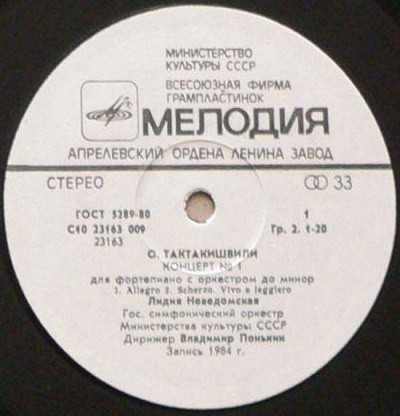 МИНИСТЕРСТВО
КУЛЬТУРЫ СССР
ВСЕСОЮЗНАЯ ФИРМА
ГРАМПЛАСТИНОК
МЕЛОДИЯ
АПРЕЛЕВСКИЙ ОРДЕНА ЛЕНИНА ЗАВОД
СТЕРЕО 33
ГОСТ 5289-80 1
С10 23163 009 Гр. 2. 1-20
23163
О. ТАКТАКИШВИЛИ
КОНЦЕРТ № 1
для фортепиано с оркестром до минор
1. Allegro 2. Scherzo. Vivo e leggiero
Лидия Неведомская
Гос. симфонический оркестр
Министерства культуры СССР
Дирижер Владимир Понькин
Запись 1984 г.